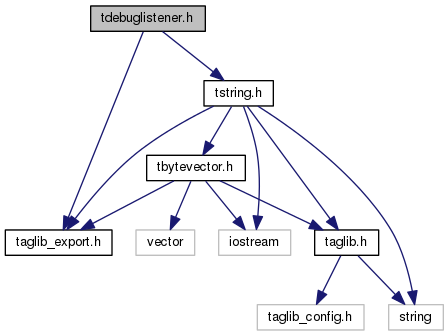 tdebuglistener.h
tstring.h
tbytevector.h
taglib_export.h
vector
iostream
taglib.h
taglib_config.h
string